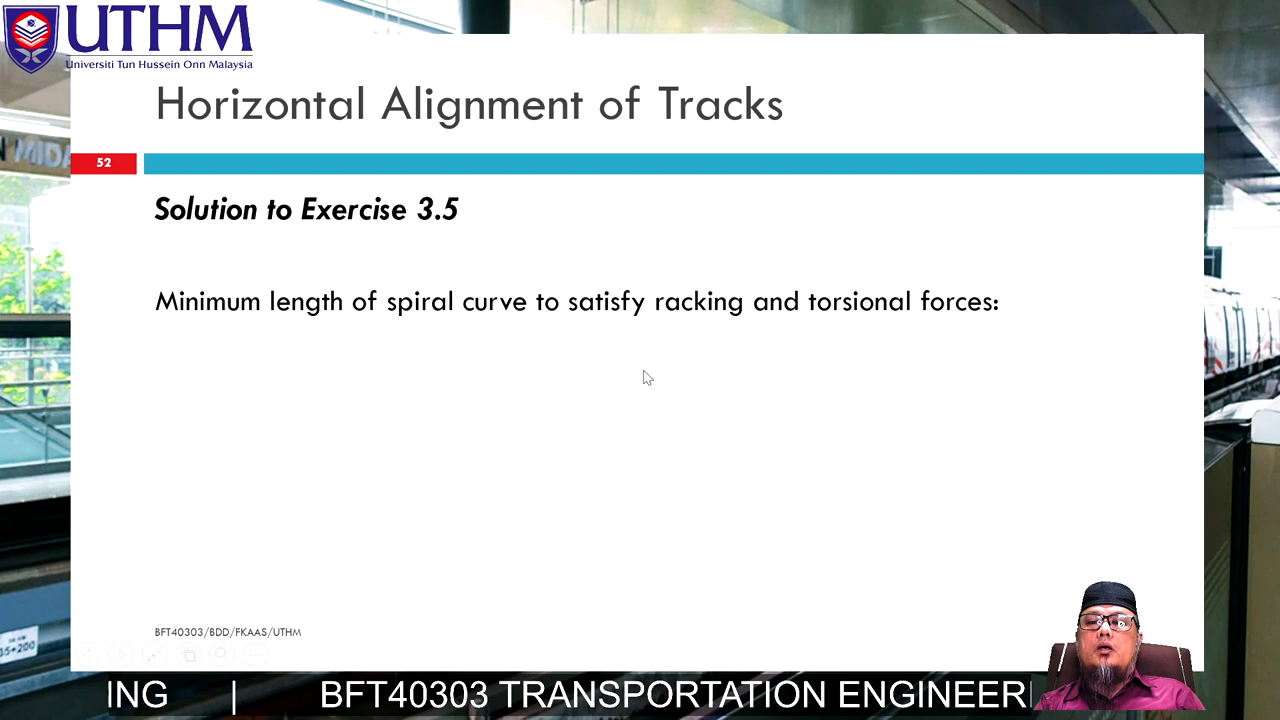 UTHM
Universiti Tun Hussein Onn Malaysia
Horizontal Alignment of Tracks
52
Solution to Exercise 3.5
Minimum length of spiral curve to satisfy racking and torsional forces:
BFT40303/BDD/FKAAS/UTHM
ING | BFT40303 TRANSPORTATION ENGINEERI